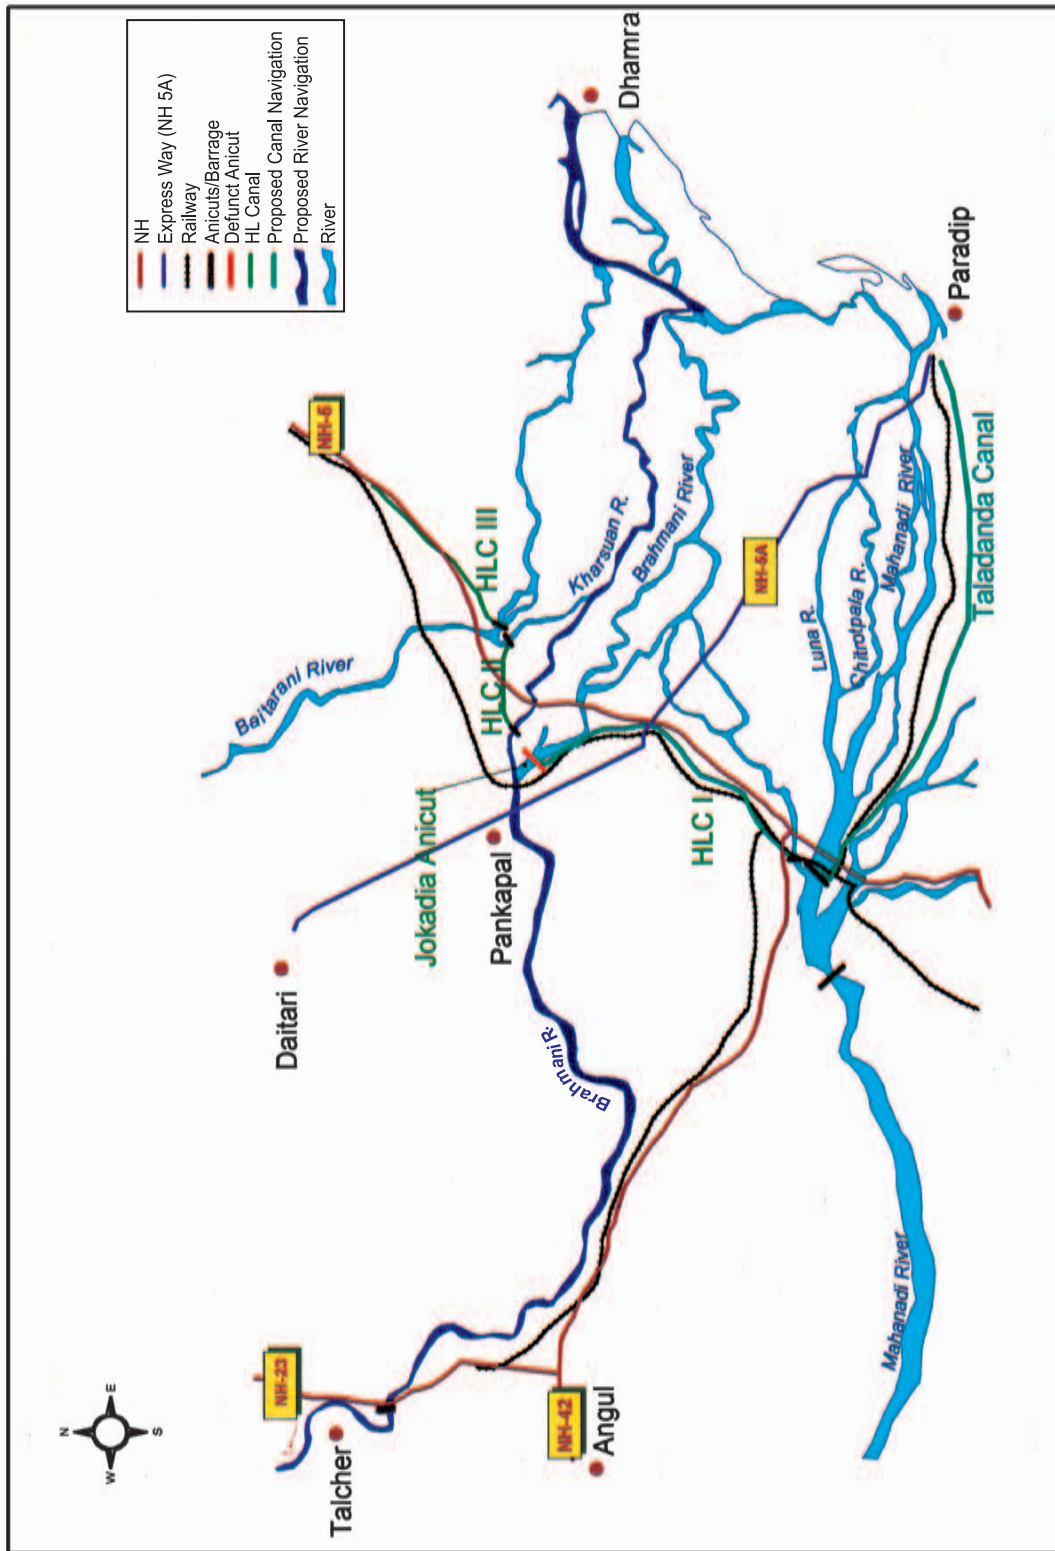 N
W
E
S
NH
Express Way (NH 5A)
Railway
Anicuts/Barrage
Defunct Anicut
HL Canal
Proposed Canal Navigation
Proposed River Navigation
River
NH-23
Talcher
NH-42
Angul
Daitari
Jokadia Anicut
Pankapal
Brahmani R.
Baitarani River
NH-5
HLC III
HLC II
HLC I
Kharsuan R.
Brahmani River
NH-5A
Luna R.
Chitrotpala R.
Mahanadi River
Mahanadi River
Taladanda Canal
Dhamra
Paradip